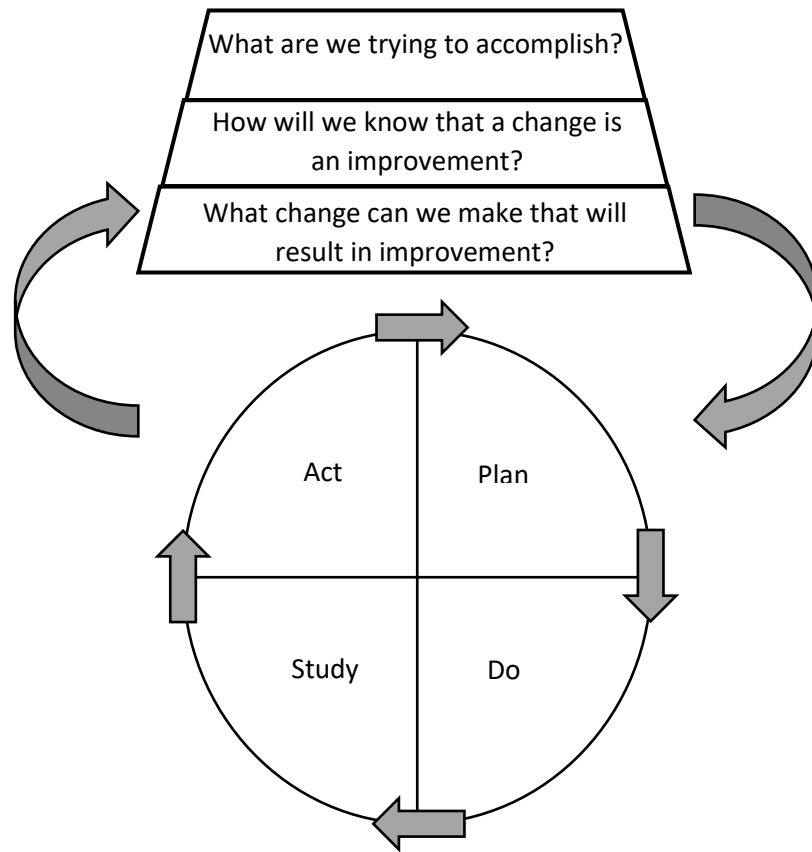 What are we trying to accomplish?
How will we know that a change is
an improvement?
What change can we make that will
result in improvement?
Act
Plan
Study
Do